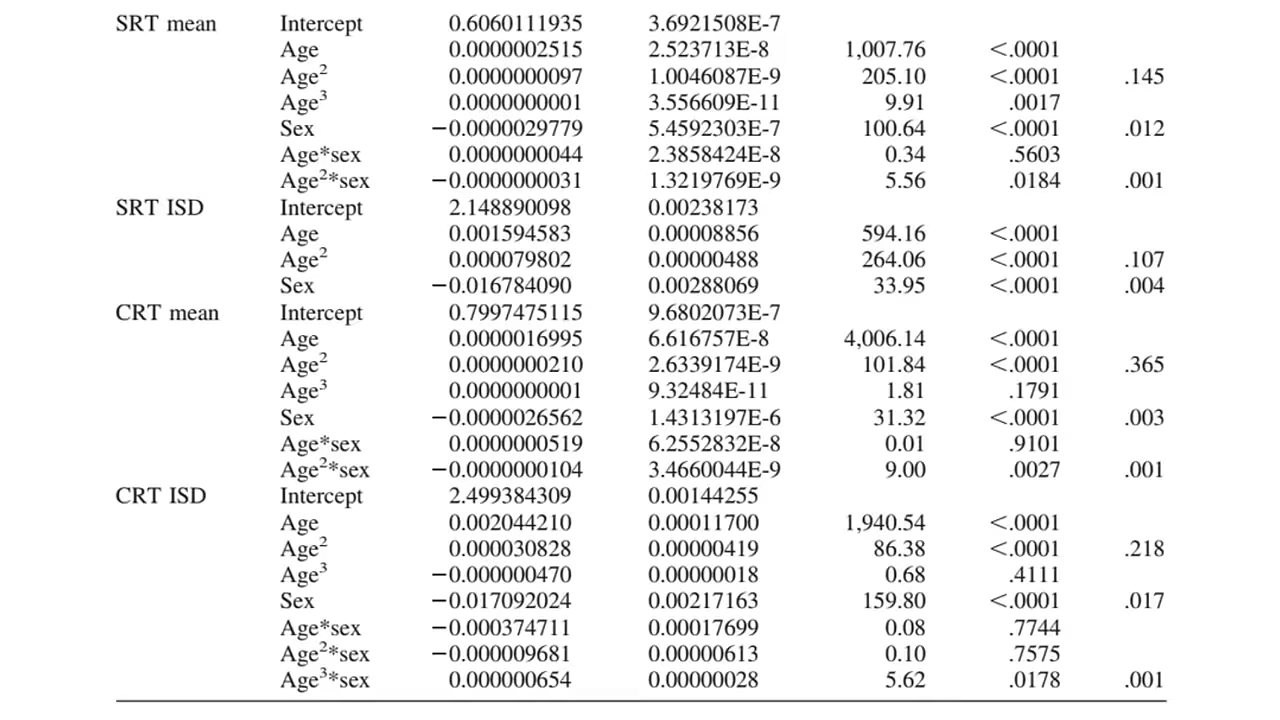 SRT mean Intercept 0.6060111935 3.6921508E-7
Age 0.0000002515 2.523713E-8 1,007.76 <.0001
Age² 0.0000000097 1.0046087E-9 205.10 <.0001 .145
Age³ 0.0000000001 3.556609E-11 9.91 .0017
Sex −0.0000029779 5.4592303E-7 100.64 <.0001 .012
Age*sex 0.0000000044 2.3858424E-8 0.34 .5603
Age²*sex −0.0000000031 1.3219769E-9 5.56 .0184 .001
SRT ISD Intercept 2.148890098 0.00238173
Age 0.001594583 0.00008856 594.16 <.0001
Age² 0.000079802 0.00000488 264.06 <.0001 .107
Sex −0.016784090 0.00288069 33.95 <.0001 .004
CRT mean Intercept 0.7997475115 9.6802073E-7
Age 0.0000016995 6.616757E-8 4,006.14 <.0001
Age² 0.0000000210 2.6339174E-9 101.84 <.0001 .365
Age³ 0.0000000001 9.32484E-11 1.81 .1791
Sex −0.0000026562 1.4313197E-6 31.32 <.0001 .003
Age*sex 0.0000000519 6.2552832E-8 0.01 .9101
Age²*sex −0.0000000104 3.4660044E-9 9.00 .0027 .001
CRT ISD Intercept 2.499384309 0.00144255
Age 0.002044210 0.00011700 1,940.54 <.0001
Age² 0.000030828 0.00000419 86.38 <.0001 .218
Age³ −0.000000470 0.00000018 0.68 .4111
Sex −0.017092024 0.00217163 159.80 <.0001 .017
Age*sex −0.000374711 0.00017699 0.08 .7744
Age²*sex −0.000009681 0.00000613 0.10 .7575
Age³*sex 0.000000654 0.00000028 5.62 .0178 .001